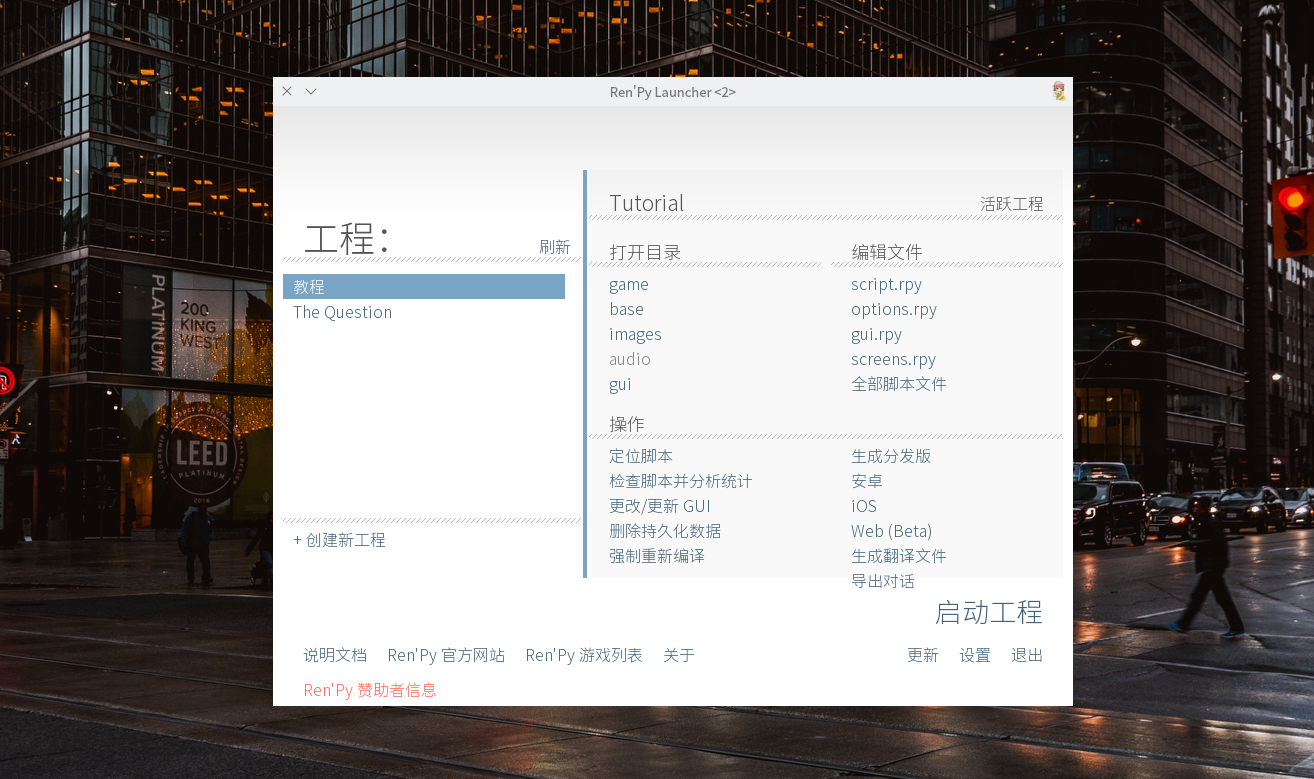 Ren'Py Launcher <2>
工程：
刷新
教程
The Question
+ 创建新工程
Tutorial
活跃工程
打开目录
game
base
images
audio
gui
编辑文件
script.rpy
options.rpy
gui.rpy
screens.rpy
全部脚本文件
操作
定位脚本
检查脚本并分析统计
更改/更新 GUI
删除持久化数据
强制重新编译
生成分发版
安卓
iOS
Web (Beta)
生成翻译文件
导出对话
启动工程
说明文档
Ren'Py 官方网站
Ren'Py 游戏列表
关于
更新
设置
退出
Ren'Py 赞助者信息
PLATINUM
200
KING
WEST
LEED
PLATINUM
2016